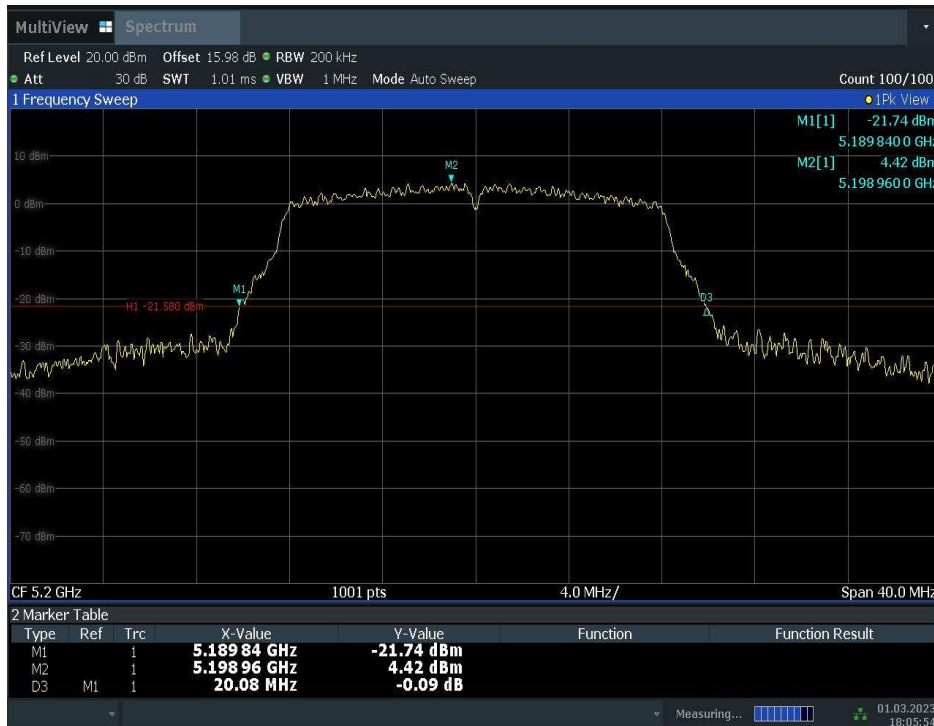 MultiView Spectrum
Ref Level 20.00 dBm Offset 15.98 dB RBW 200 kHz
Att 30 dB SWT 1.01 ms VBW 1 MHz Mode Auto Sweep Count 100/100
1 Frequency Sweep 1Pk View
M1[1] -21.74 dBm
5.189 840 0 GHz
M2[1] 4.42 dBm
5.198 960 0 GHz
10 dBm
M2
0 dBm
-10 dBm
M1
-20 dBm
D3
H1 -21.580 dBm
-30 dBm
-40 dBm
-50 dBm
-60 dBm
-70 dBm
CF 5.2 GHz 1001 pts 4.0 MHz/ Span 40.0 MHz
2 Marker Table
Type Ref Trc X-Value Y-Value Function Function Result
M1 1 5.189 84 GHz -21.74 dBm
M2 1 5.198 96 GHz 4.42 dBm
D3 M1 1 20.08 MHz -0.09 dB
Measuring... 01.03.2023
18:05:54